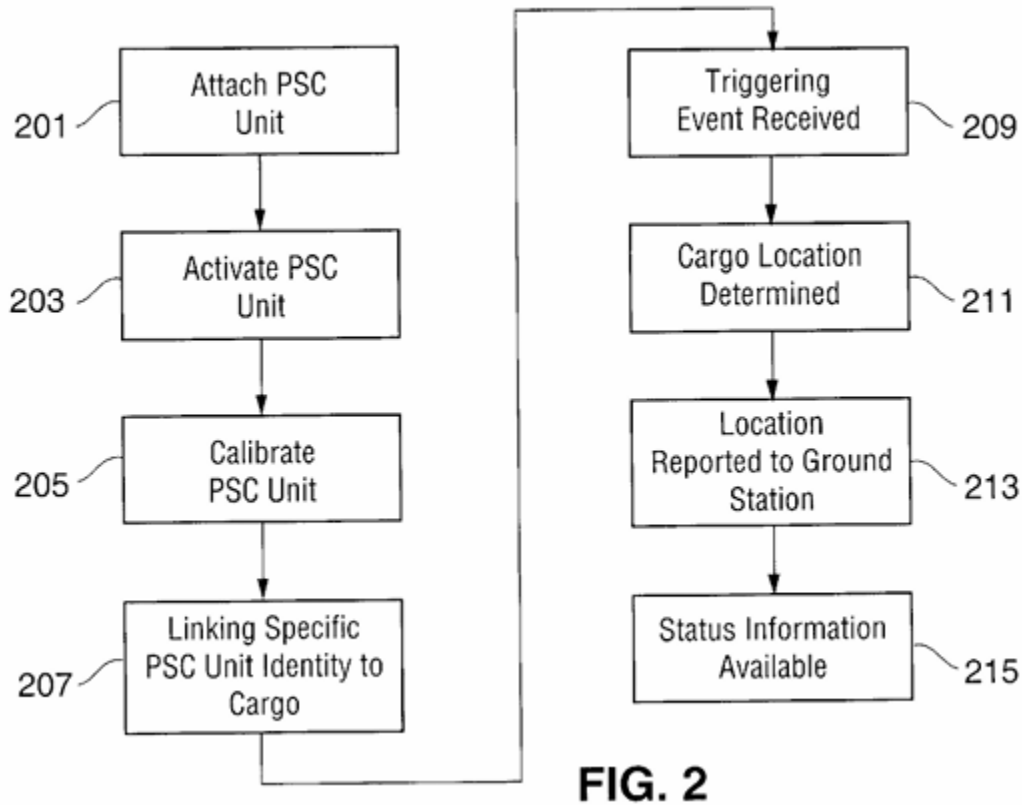 Attach PSC
Unit
201
Activate PSC
Unit
203
Calibrate
PSC Unit
205
Linking Specific
PSC Unit Identity to
Cargo
207
Triggering
Event Received
209
Cargo Location
Determined
211
Location
Reported to Ground
Station
213
Status Information
Available
215
FIG. 2